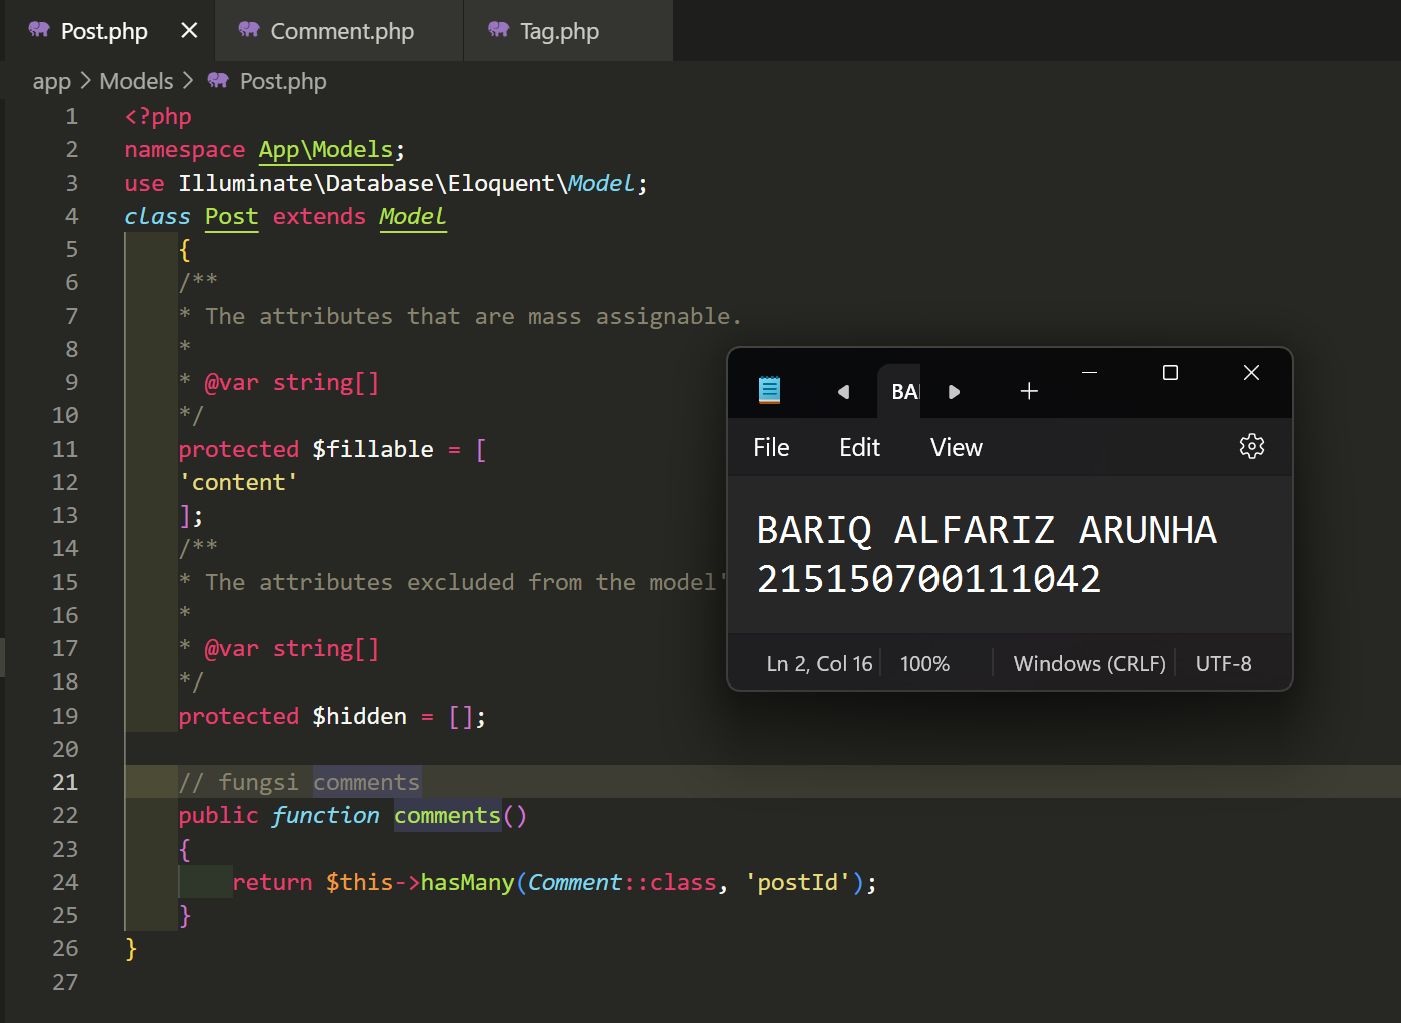 Post.php
Comment.php
Tag.php
app > Models > Post.php
1 <?php
2 namespace App\Models;
3 use Illuminate\Database\Eloquent\Model;
4 class Post extends Model
5 {
6 /**
7 * The attributes that are mass assignable.
8 *
9 * @var string[]
10 */
11 protected $fillable = [
12 'content'
13 ];
14 /**
15 * The attributes excluded from the model'
16 *
17 * @var string[]
18 */
19 protected $hidden = [];
20
21 // fungsi comments
22 public function comments()
23 {
24 return $this->hasMany(Comment::class, 'postId');
25 }
26 }
27
BA
File Edit View
BARIQ ALFARIZ ARUNHA
215150700111042
Ln 2, Col 16 100% Windows (CRLF) UTF-8